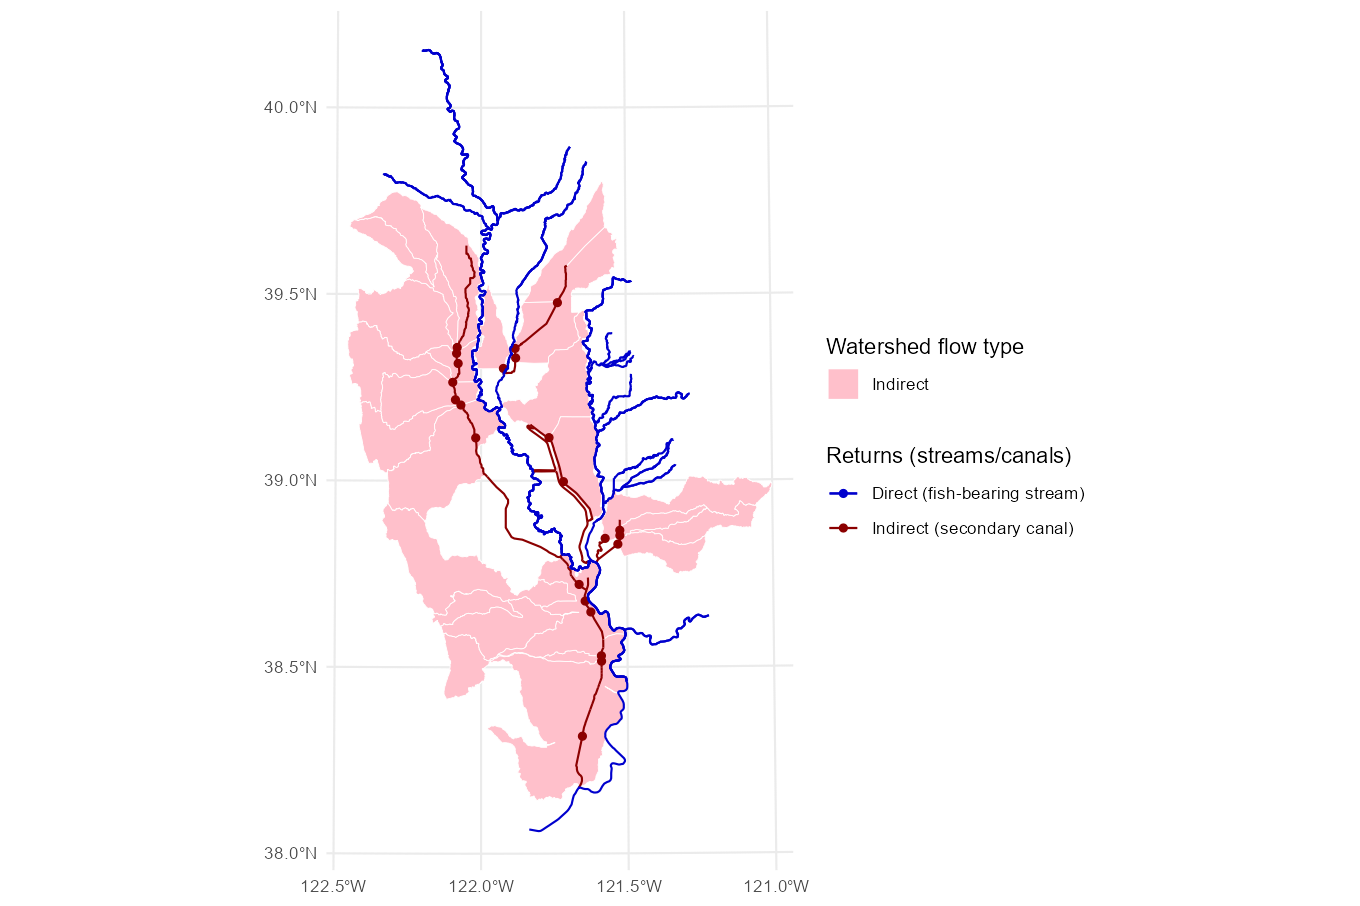 40.0°N
39.5°N
39.0°N
38.5°N
38.0°N
122.5°W
122.0°W
121.5°W
121.0°W
Watershed flow type
Indirect
Returns (streams/canals)
Direct (fish-bearing stream)
Indirect (secondary canal)